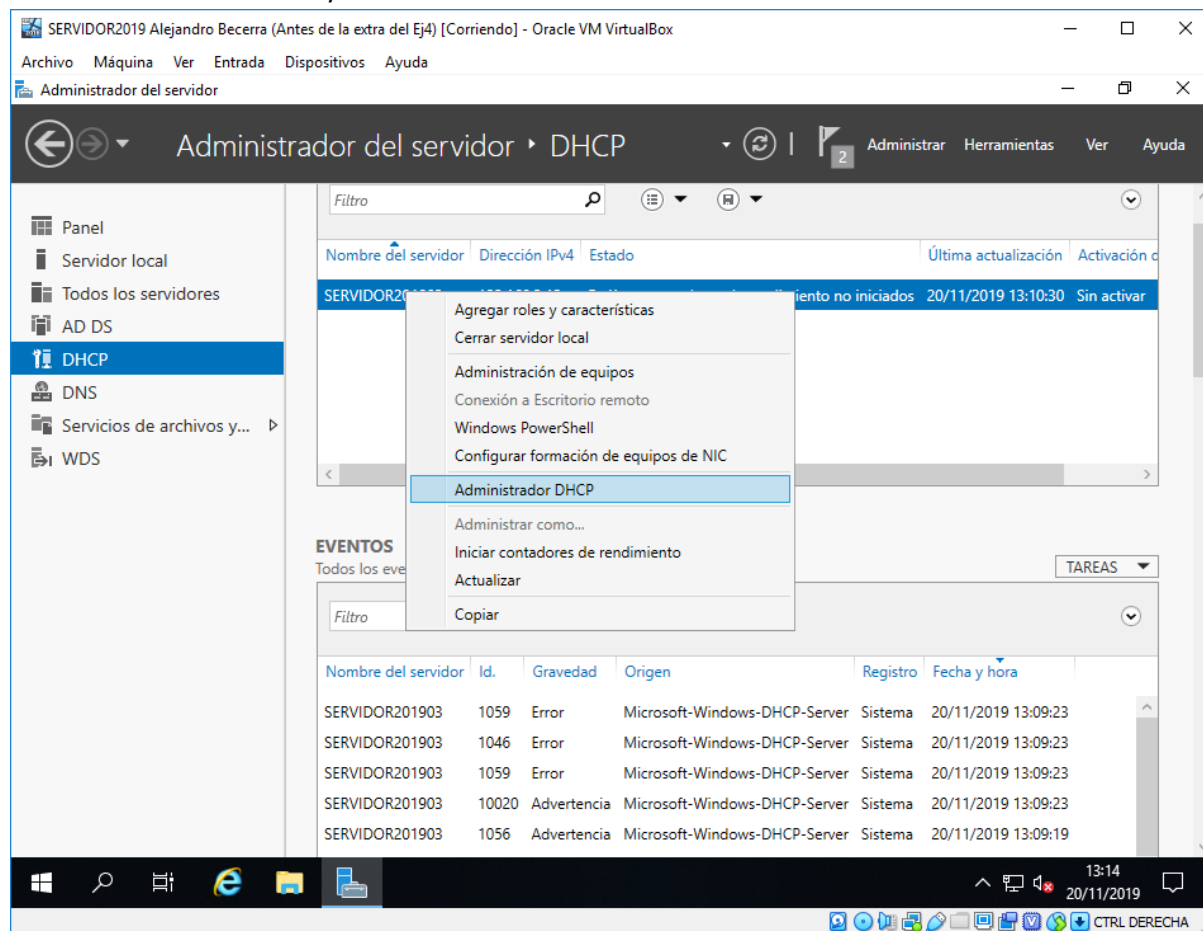 SERVIDOR2019 Alejandro Becerra (Antes de la extra del Ej4) [Corriendo] - Oracle VM VirtualBox
Archivo Máquina Ver Entrada Dispositivos Ayuda
Administrador del servidor
Administrador del servidor DHCP 2 Administrar Herramientas Ver Ayuda
Panel
Servidor local
Todos los servidores
AD DS
DHCP
DNS
Servicios de archivos y...
WDS
Filtro
Nombre del servidor Dirección IPv4 Estado Última actualización Activación d
iento no iniciados 20/11/2019 13:10:30 Sin activar
Agregar roles y características
Cerrar servidor local
Administración de equipos
Conexión a Escritorio remoto
Windows PowerShell
Configurar formación de equipos de NIC
Administrador DHCP
Administrar como...
Iniciar contadores de rendimiento
Actualizar
Copiar
EVENTOS
Todos los eve
TAREAS
Filtro
Nombre del servidor Id. Gravedad Origen Registro Fecha y hora
SERVIDOR201903 1059 Error Microsoft-Windows-DHCP-Server Sistema 20/11/2019 13:09:23
SERVIDOR201903 1046 Error Microsoft-Windows-DHCP-Server Sistema 20/11/2019 13:09:23
SERVIDOR201903 1059 Error Microsoft-Windows-DHCP-Server Sistema 20/11/2019 13:09:23
SERVIDOR201903 10020 Advertencia Microsoft-Windows-DHCP-Server Sistema 20/11/2019 13:09:23
SERVIDOR201903 1056 Advertencia Microsoft-Windows-DHCP-Server Sistema 20/11/2019 13:09:19
13:14
20/11/2019
CTRL DERECHA